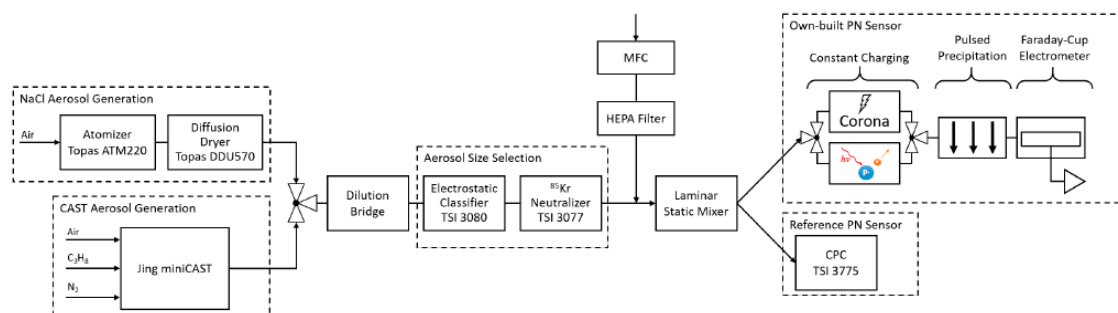 NaCl Aerosol Generation
Air
Atomizer
Topas ATM220
Diffusion
Dryer
Topas DDU570
CAST Aerosol Generation
Air
C₃H₈
N₂
Jing miniCAST
Dilution
Bridge
Aerosol Size Selection
Electrostatic
Classifier
TSI 3080
⁸⁵Kr
Neutralizer
TSI 3077
MFC
HEPA Filter
Laminar
Static Mixer
Own-built PN Sensor
Constant Charging
Corona
hν
P
Pulsed
Precipitation
Faraday-Cup
Electrometer
Reference PN Sensor
CPC
TSI 3775